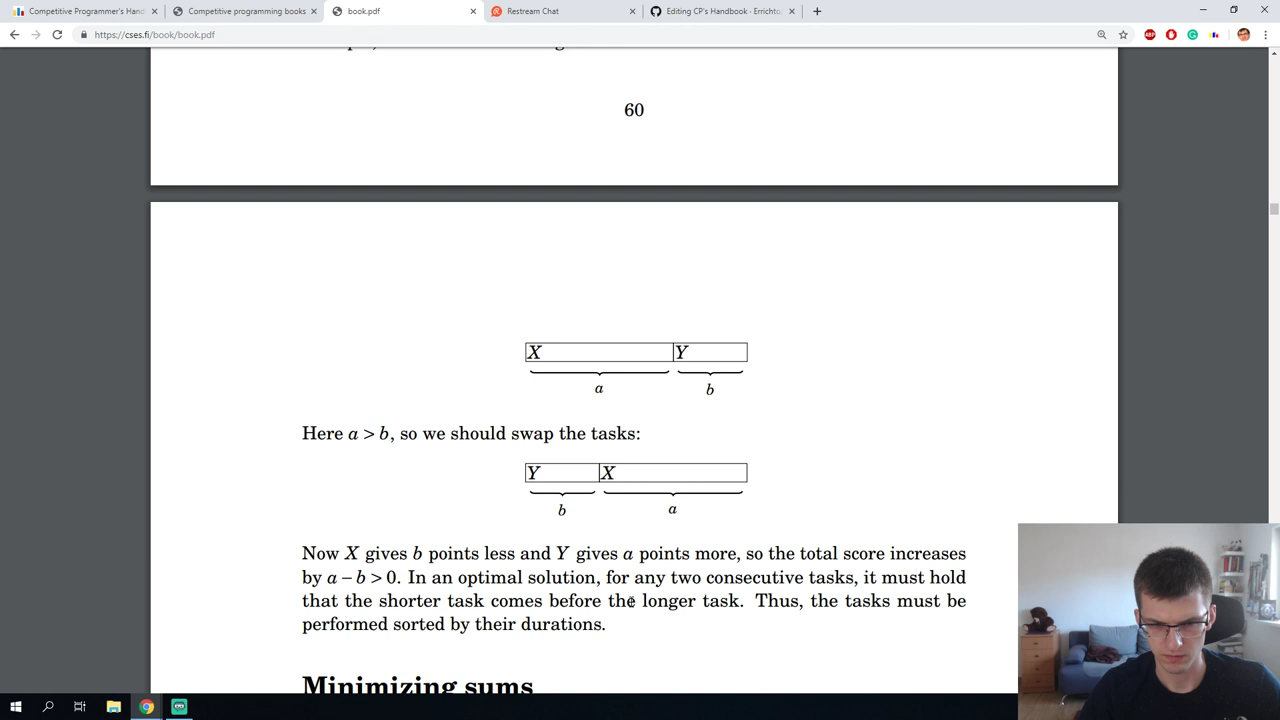 Competitive Programmer's Hand
Competitive programming books
book.pdf
Restream Chat
Editing CP's Handbook · Errichto
https://cses.fi/book/book.pdf
ABP
60
X Y
a b
Here a > b, so we should swap the tasks:
Y X
b a
Now X gives b points less and Y gives a points more, so the total score increases
by a − b > 0. In an optimal solution, for any two consecutive tasks, it must hold
that the shorter task comes before the longer task. Thus, the tasks must be
performed sorted by their durations.
Minimizing sums